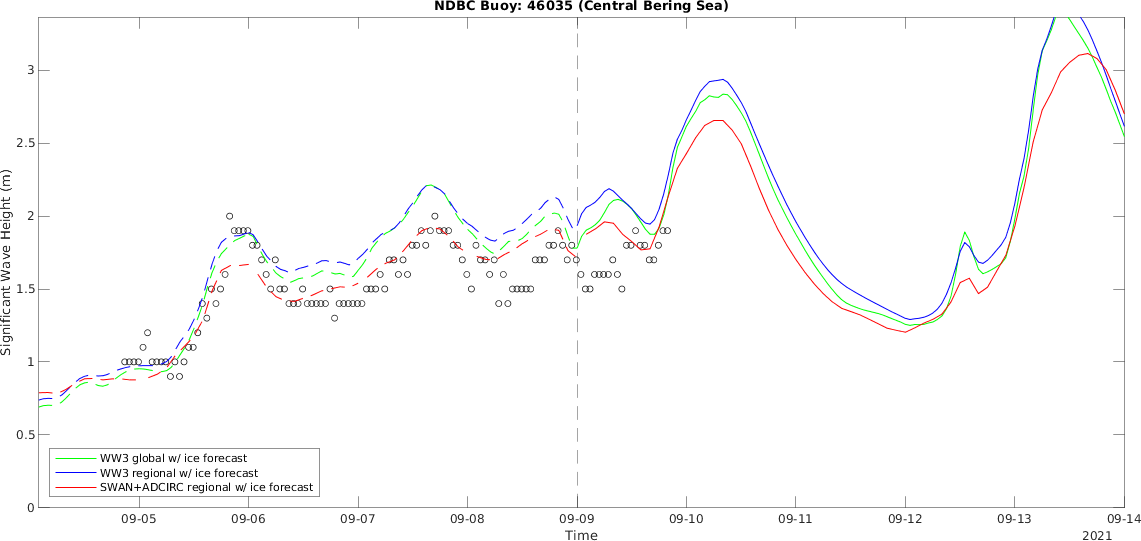 NDBC Buoy: 46035 (Central Bering Sea)
Significant Wave Height (m)
3
2.5
2
1.5
1
0.5
0
WW3 global w/ ice forecast
WW3 regional w/ ice forecast
SWAN+ADCIRC regional w/ ice forecast
09-05 09-06 09-07 09-08 09-09 09-10 09-11 09-12 09-13 09-14
Time
2021